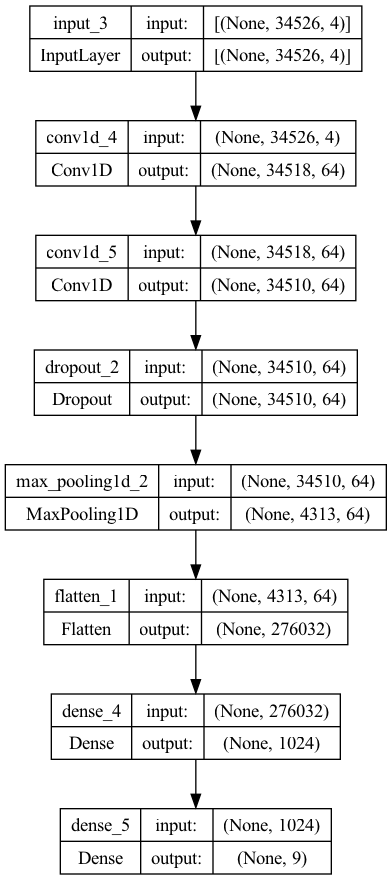 input_3 input: [(None, 34526, 4)]
InputLayer output: [(None, 34526, 4)]
conv1d_4 input: (None, 34526, 4)
Conv1D output: (None, 34518, 64)
conv1d_5 input: (None, 34518, 64)
Conv1D output: (None, 34510, 64)
dropout_2 input: (None, 34510, 64)
Dropout output: (None, 34510, 64)
max_pooling1d_2 input: (None, 34510, 64)
MaxPooling1D output: (None, 4313, 64)
flatten_1 input: (None, 4313, 64)
Flatten output: (None, 276032)
dense_4 input: (None, 276032)
Dense output: (None, 1024)
dense_5 input: (None, 1024)
Dense output: (None, 9)